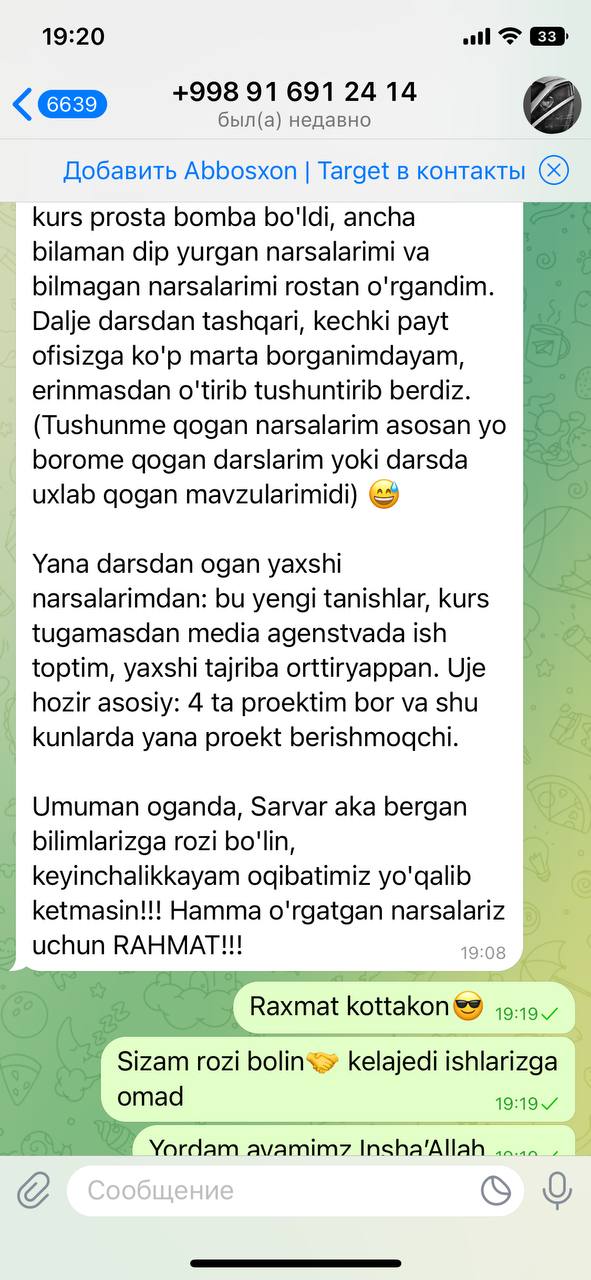 19:20
33
6639
+998 91 691 24 14
был(а) недавно
Добавить Abbosxon | Target в контакты
kurs prosta bomba bo'ldi, ancha
bilaman dip yurgan narsalarimi va
bilmagan narsalarimi rostan o'rgandim.
Dalje darsdan tashqari, kechki payt
ofisizga ko'p marta borganimdayam,
erinmasdan o'tirib tushuntirib berdiz.
(Tushunme qogan narsalarim asosan yo
borome qogan darslarim yoki darsda
uxlab qogan mavzularimidi) 😅
Yana darsdan ogan yaxshi
narsalarimdan: bu yengi tanishlar, kurs
tugamasdan media agenstvada ish
toptim, yaxshi tajriba orttiryappan. Uje
hozir asosiy: 4 ta proektim bor va shu
kunlarda yana proekt berishmoqchi.
Umuman oganda, Sarvar aka bergan
bilimlarizga rozi bo'lin,
keyinchalikkayam oqibatimiz yo'qalib
ketmasin!!! Hamma o'rgatgan narsalariz
uchun RAHMAT!!!
19:08
Raxmat kottakon😎 19:19
Sizam rozi bolin🤝 kelajedi ishlarizga
omad
19:19
Yordam ayamimz Insha’Allah 19:19
Сообщение